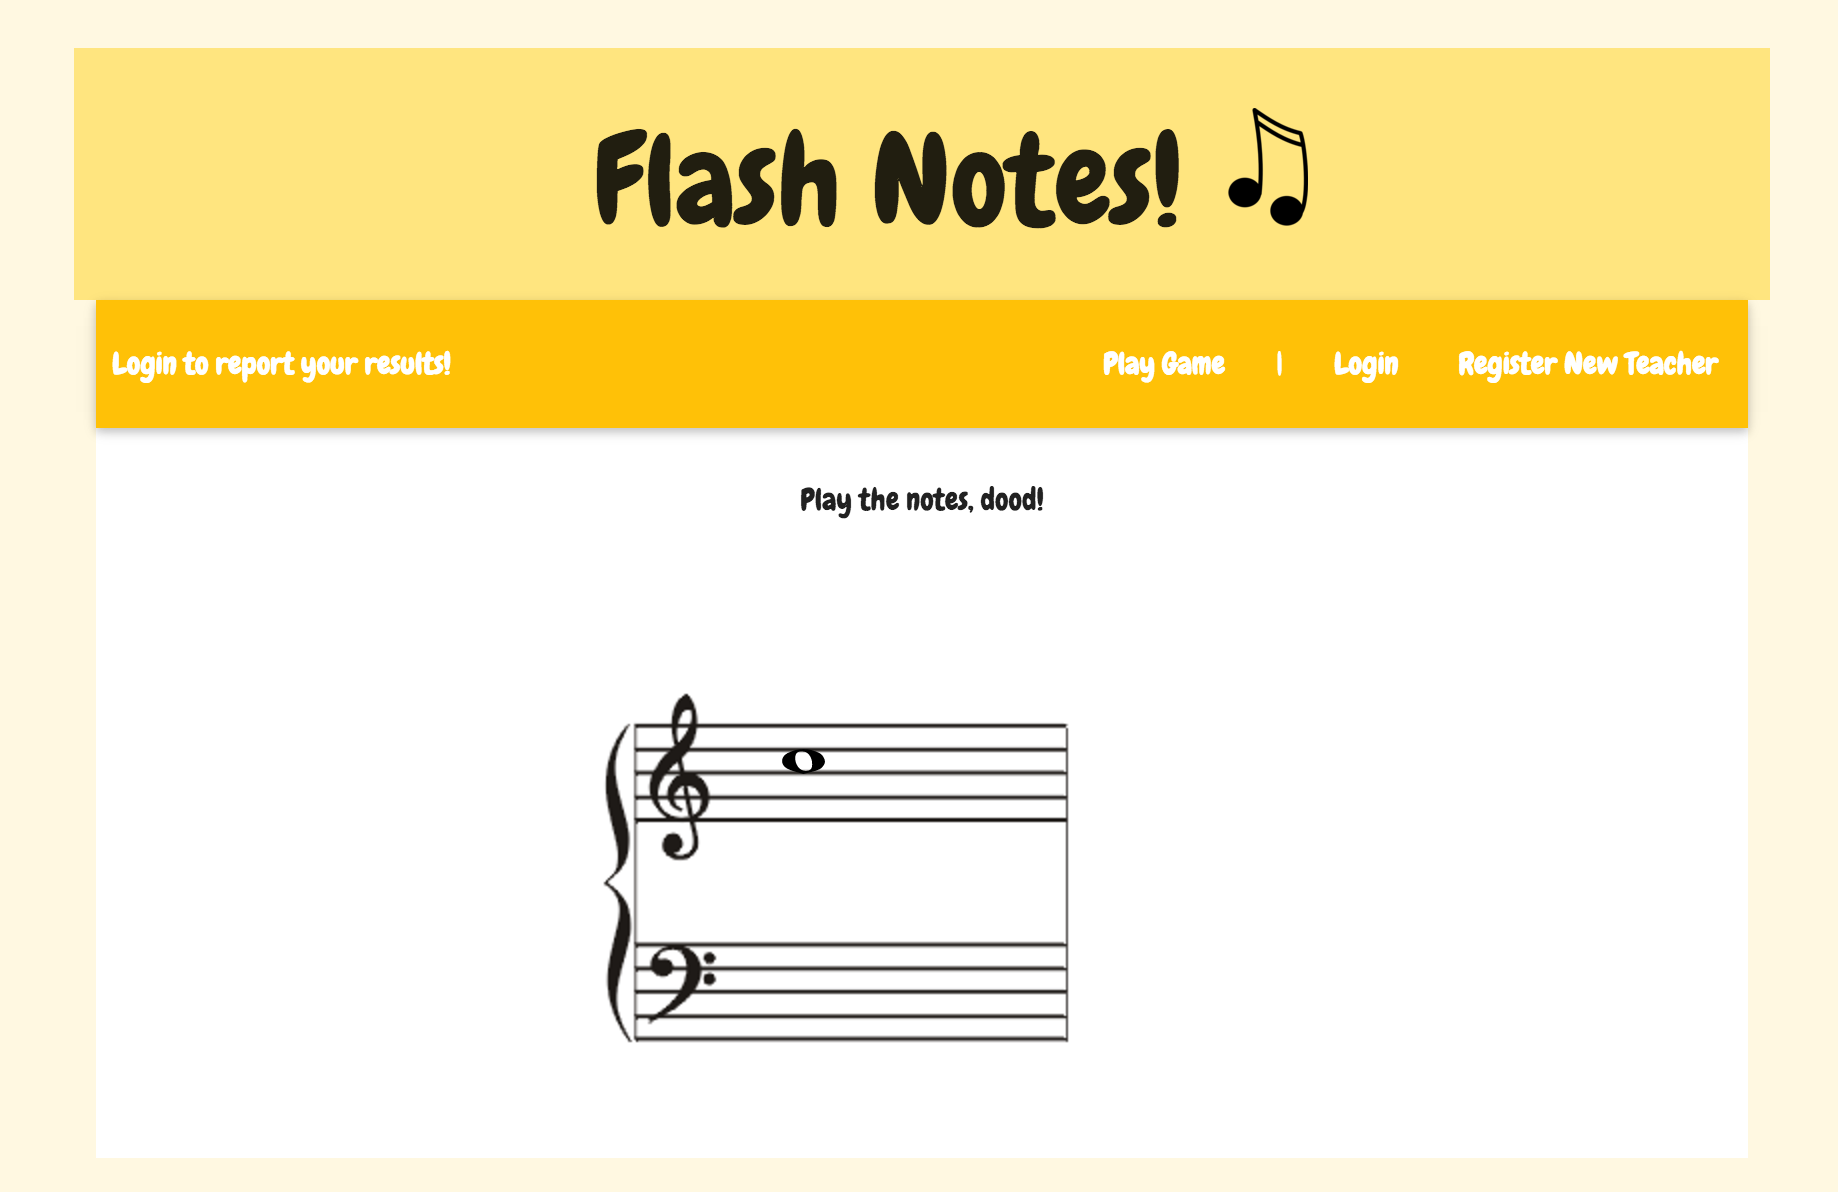 Flash Notes!
Login to report your results!
Play Game | Login Register New Teacher
Play the notes, dood!